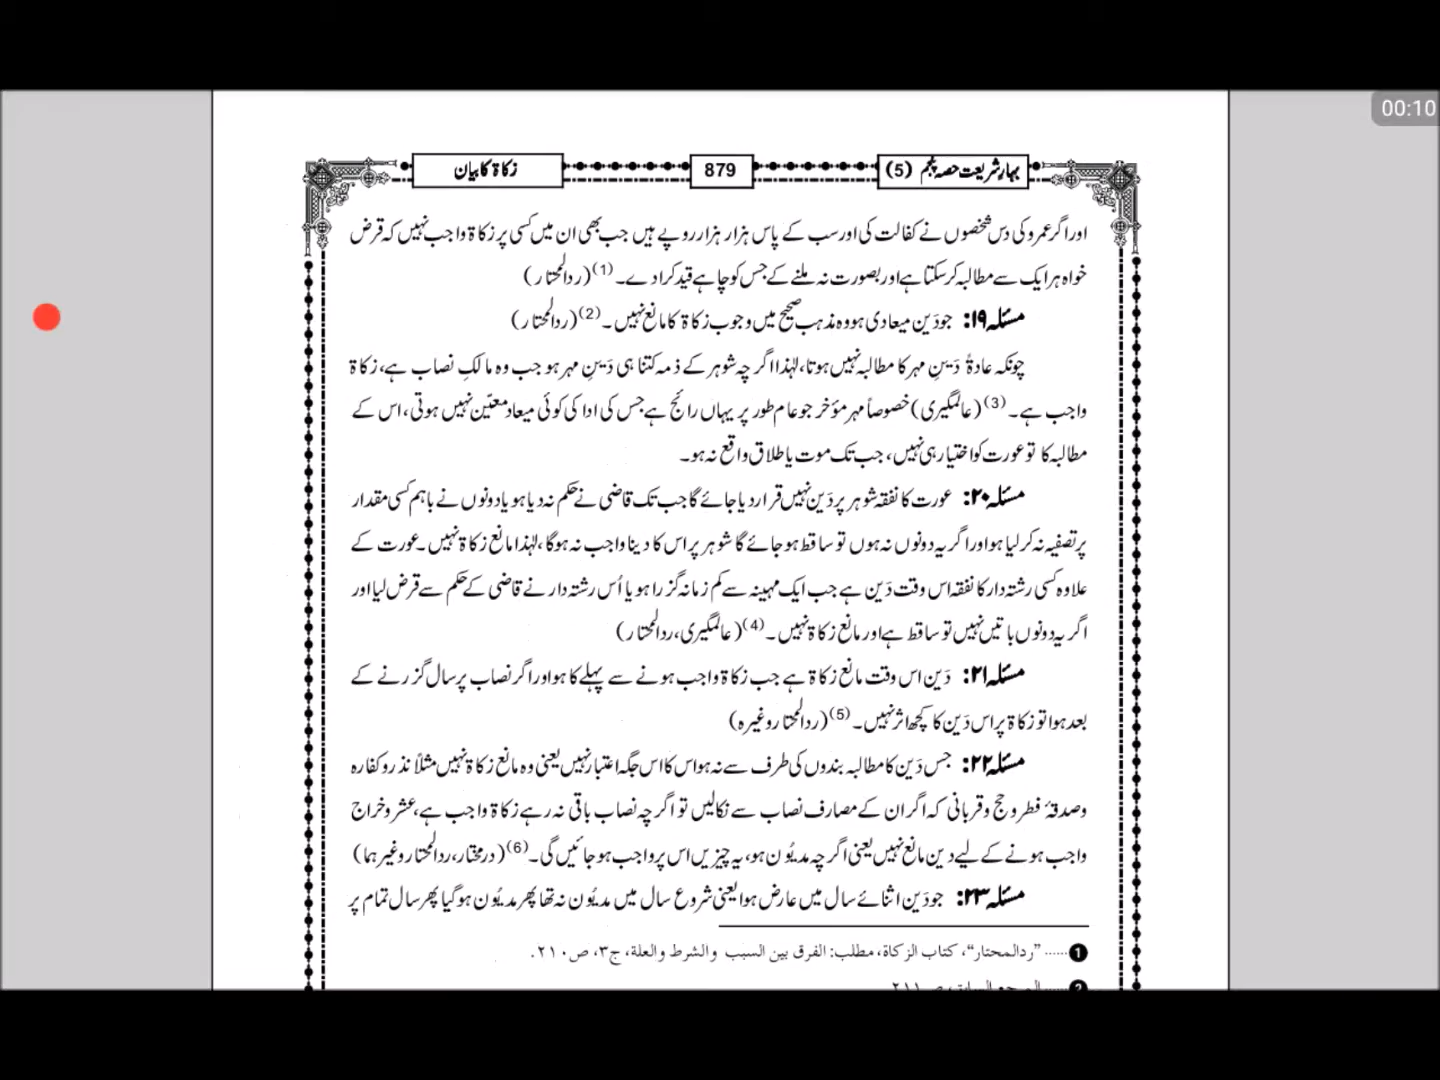 00:10
بہار شریعت حصہ پنجم (5)
879
زکاۃ کا بیان
اور اگر عمرو کی دس شخصوں نے کفالت کی اور سب کے پاس ہزار ہزار روپے ہیں جب بھی ان میں کسی پر زکاۃ واجب نہیں کہ قرض
خواہ ہر ایک سے مطالبہ کر سکتا ہے اور بصورت نہ ملنے کے جس کو چاہے قید کرا دے۔ (1) (ردالمحتار)
مسئلہ ۱۹: جو دَین میعادی ہو وہ مذہب صحیح میں وجوب زکاۃ کا مانع نہیں۔ (2) (ردالمحتار)
چونکہ عادۃً دَینِ مہر کا مطالبہ نہیں ہوتا، لہٰذا اگرچہ شوہر کے ذمہ کتنا ہی دَینِ مہر ہو جب وہ مالکِ نصاب ہے، زکاۃ
واجب ہے۔ (3) (عالمگیری) خصوصاً مہر مؤخر جو عام طور پر یہاں رائج ہے جس کی ادا کی کوئی میعاد معیّن نہیں ہوتی، اس کے
مطالبہ کا تو عورت کو اختیار ہی نہیں، جب تک موت یا طلاق واقع نہ ہو۔
مسئلہ ۲۰: عورت کا نفقہ شوہر پر دَین نہیں قرار دیا جائے گا جب تک قاضی نے حکم نہ دیا ہو یا دونوں نے باہم کسی مقدار
پر تصفیہ نہ کر لیا ہو اور اگر یہ دونوں نہ ہوں تو ساقط ہو جائے گا شوہر پر اس کا دینا واجب نہ ہوگا، لہٰذا مانع زکاۃ نہیں۔ عورت کے
علاوہ کسی رشتہ دار کا نفقہ اس وقت دَین ہے جب ایک مہینہ سے کم زمانہ گزرا ہو یا اُس رشتہ دار نے قاضی کے حکم سے قرض لیا اور
اگر یہ دونوں باتیں نہیں تو ساقط ہے اور مانع زکاۃ نہیں۔ (4) (عالمگیری، ردالمحتار)
مسئلہ ۲۱: دَین اس وقت مانع زکاۃ ہے جب زکاۃ واجب ہونے سے پہلے کا ہو اور اگر نصاب پر سال گزرنے کے
بعد ہوا تو زکاۃ پر اس دَین کا کچھ اثر نہیں۔ (5) (ردالمحتار وغیرہ)
مسئلہ ۲۲: جس دَین کا مطالبہ بندوں کی طرف سے نہ ہو اس کا اس جگہ اعتبار نہیں یعنی وہ مانع زکاۃ نہیں مثلاً نذر و کفارہ
و صدقۂ فطر و حج و قربانی کہ اگر ان کے مصارف نصاب سے نکالیں تو اگرچہ نصاب باقی نہ رہے زکاۃ واجب ہے، عشر و خراج
واجب ہونے کے لیے دین مانع نہیں یعنی اگرچہ مدیُون ہو، یہ چیزیں اس پر واجب ہو جائیں گی۔ (6) (درمختار، ردالمحتار وغیرہما)
مسئلہ ۲۳: جو دَین اثنائے سال میں عارض ہوا یعنی شروع سال میں مدیُون نہ تھا پھر مدیُون ہوگیا پھر سال تمام پر
1 ......"ردالمحتار"، کتاب الزکاۃ، مطلب: الفرق بین السبب والشرط والعلة، ج۳، ص۲۱۰.
2 ......المرجع السابق، ص۲۱۱